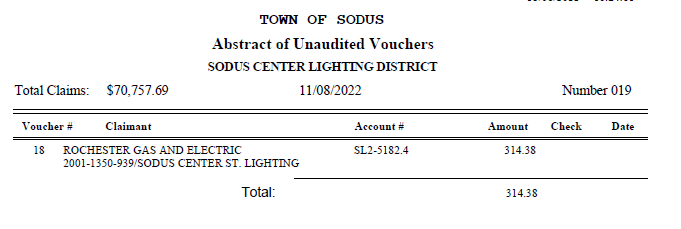 TOWN OF SODUS
Abstract of Unaudited Vouchers
SODUS CENTER LIGHTING DISTRICT
Total Claims: $70,757.69 11/08/2022 Number 019
Voucher # Claimant Account # Amount Check Date
18 ROCHESTER GAS AND ELECTRIC SL2-5182.4 314.38
2001-1350-939/SODUS CENTER ST. LIGHTING
Total: 314.38